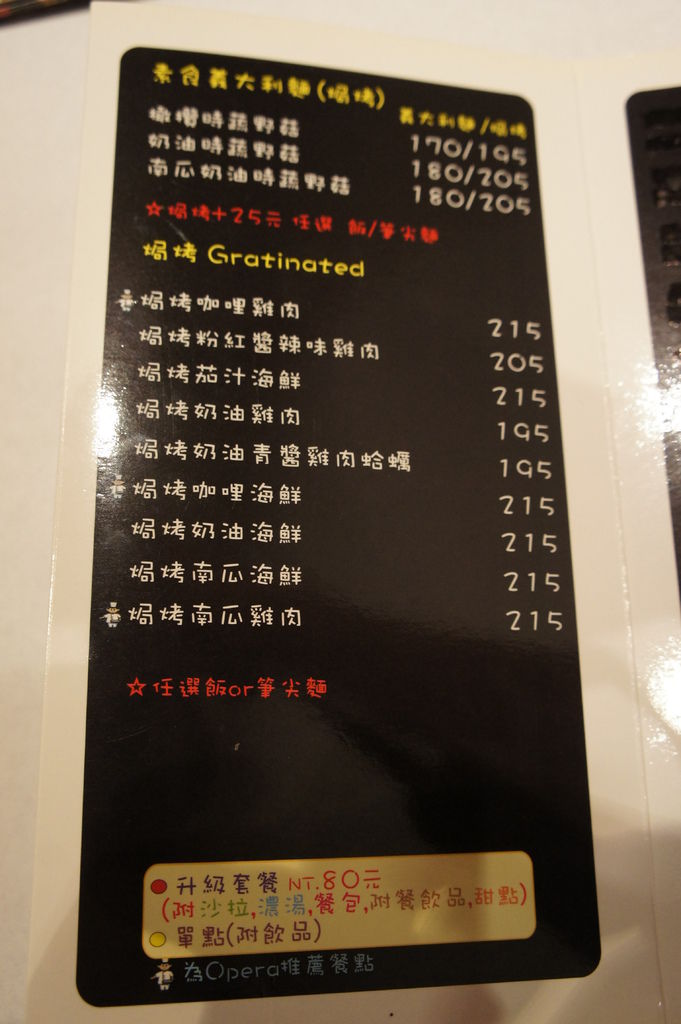 素食義大利麵(焗烤) 義大利麵/焗烤
橄欖時蔬野菇 170/195
奶油時蔬野菇 180/205
南瓜奶油時蔬野菇 180/205
☆焗烤+25元 任選 飯/筆尖麵
焗烤 Gratinated
焗烤咖哩雞肉 215
焗烤粉紅醬辣味雞肉 205
焗烤茄汁海鮮 215
焗烤奶油雞肉 195
焗烤奶油青醬雞肉蛤蠣 195
焗烤咖哩海鮮 215
焗烤奶油海鮮 215
焗烤南瓜海鮮 215
焗烤南瓜雞肉 215
☆任選飯or筆尖麵
●升級套餐 NT.80元
(附沙拉,濃湯,餐包,附餐飲品,甜點)
●單點(附飲品)
為Opera推薦餐點